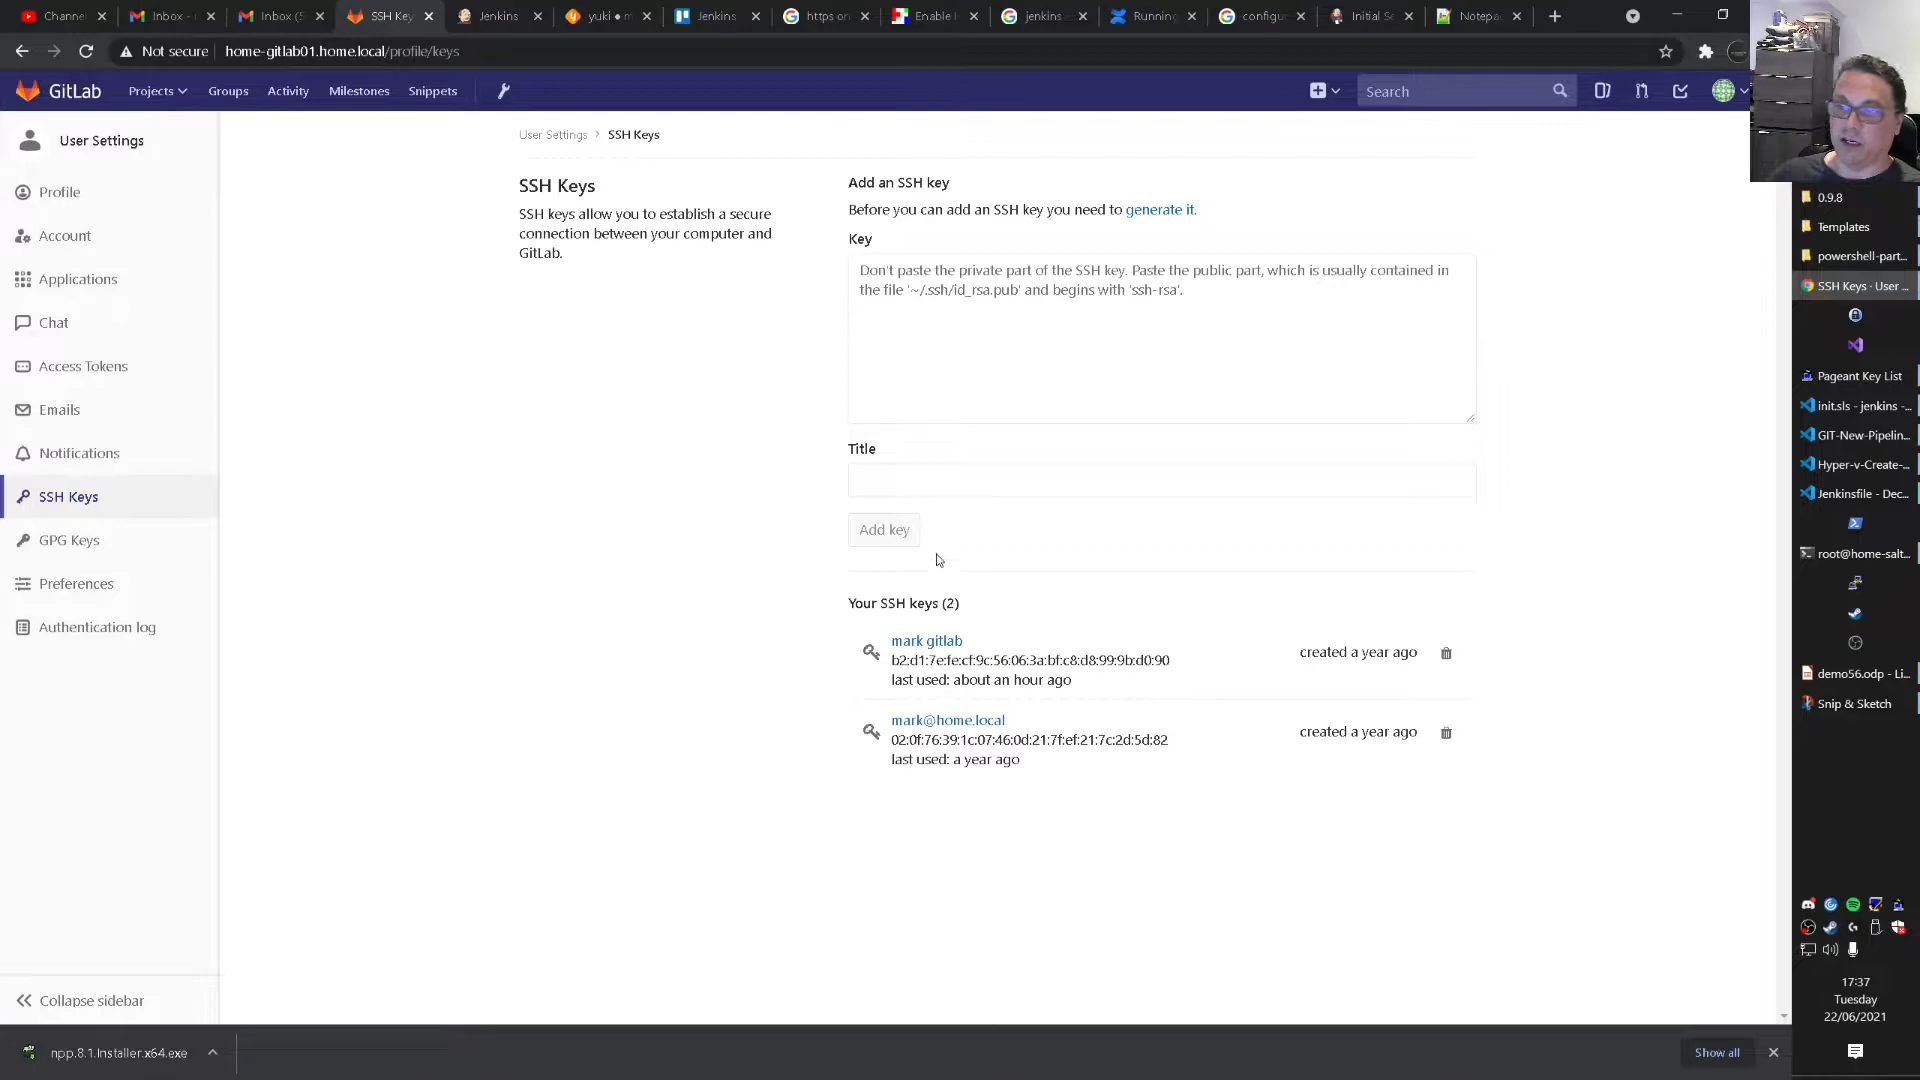 Channe
Inbox -
Inbox (5
SSH Key
Jenkins
yuki
Jenkins
https or
Enable
jenkins
Running
configur
Initial Se
Notepa
Not secure
home-gitlab01.home.local/profile/keys
GitLab
Projects
Groups
Activity
Milestones
Snippets
Search
User Settings
Profile
Account
Applications
Chat
Access Tokens
Emails
Notifications
SSH Keys
GPG Keys
Preferences
Authentication log
Collapse sidebar
User Settings > SSH Keys
SSH Keys
SSH keys allow you to establish a secure
connection between your computer and
GitLab.
Add an SSH key
Before you can add an SSH key you need to generate it.
Key
Don't paste the private part of the SSH key. Paste the public part, which is usually contained in
the file '~/.ssh/id_rsa.pub' and begins with 'ssh-rsa'.
Title
Add key
Your SSH keys (2)
mark gitlab
b2:d1:7e:fe:cf:9c:56:06:3a:bf:c8:d8:99:9b:d0:90
last used: about an hour ago
created a year ago
mark@home.local
02:0f:76:39:1c:07:46:0d:21:7f:ef:21:7c:2d:5d:82
last used: a year ago
created a year ago
0.9.8
Templates
powershell-part...
SSH Keys · User ...
Pageant Key List
init.sls - jenkins -...
GIT-New-Pipelin...
Hyper-v-Create-...
Jenkinsfile - Dec...
root@home-salt...
demo56.odp - Li...
Snip & Sketch
17:37
Tuesday
22/06/2021
npp.8.1.Installer.x64.exe
Show all